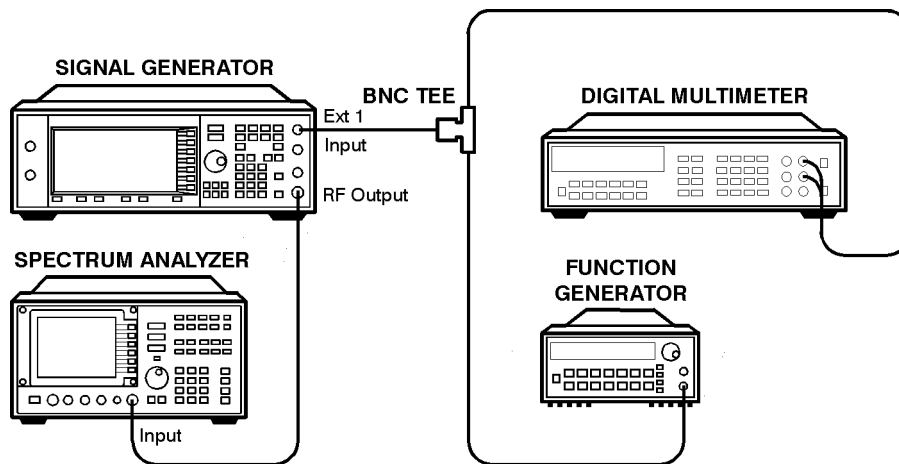 SIGNAL GENERATOR
BNC TEE
DIGITAL MULTIMETER
Ext 1
Input
RF Output
SPECTRUM ANALYZER
FUNCTION
GENERATOR
Input